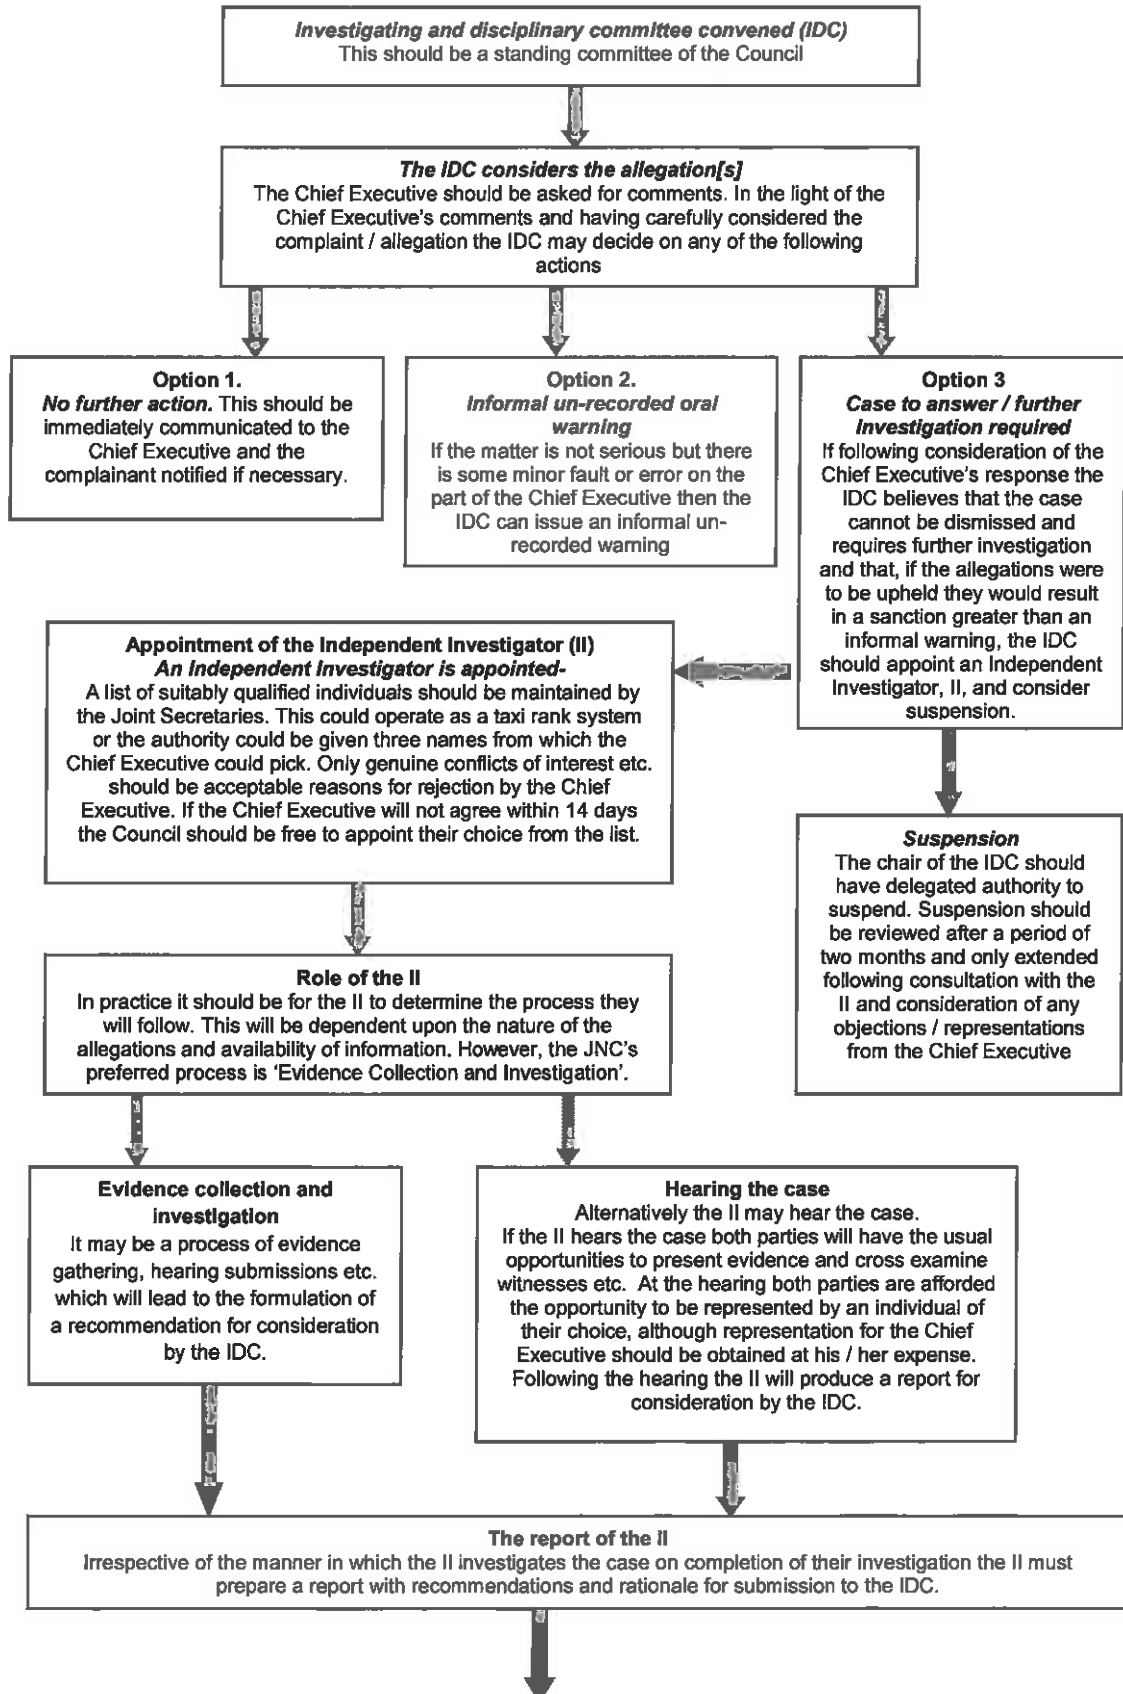 Investigating and disciplinary committee convened (IDC)
This should be a standing committee of the Council
The IDC considers the allegation[s]
The Chief Executive should be asked for comments. In the light of the
Chief Executive's comments and having carefully considered the
complaint / allegation the IDC may decide on any of the following
actions
Option 1.
No further action. This should be
immediately communicated to the
Chief Executive and the
complainant notified if necessary.
Option 2.
Informal un-recorded oral
warning
If the matter is not serious but there
is some minor fault or error on the
part of the Chief Executive then the
IDC can issue an informal un-
recorded warning
Option 3
Case to answer / further
Investigation required
If following consideration of the
Chief Executive's response the
IDC believes that the case
cannot be dismissed and
requires further investigation
and that, if the allegations were
to be upheld they would result
in a sanction greater than an
informal warning, the IDC
should appoint an Independent
Investigator, II, and consider
suspension.
Appointment of the Independent Investigator (II)
An Independent Investigator is appointed-
A list of suitably qualified individuals should be maintained by
the Joint Secretaries. This could operate as a taxi rank system
or the authority could be given three names from which the
Chief Executive could pick. Only genuine conflicts of interest etc.
should be acceptable reasons for rejection by the Chief
Executive. If the Chief Executive will not agree within 14 days
the Council should be free to appoint their choice from the list.
Suspension
The chair of the IDC should
have delegated authority to
suspend. Suspension should
be reviewed after a period of
two months and only extended
following consultation with the
II and consideration of any
objections / representations
from the Chief Executive
Role of the II
In practice it should be for the II to determine the process they
will follow. This will be dependent upon the nature of the
allegations and availability of information. However, the JNC's
preferred process is 'Evidence Collection and Investigation'.
Evidence collection and
investigation
It may be a process of evidence
gathering, hearing submissions etc.
which will lead to the formulation of
a recommendation for consideration
by the IDC.
Hearing the case
Alternatively the II may hear the case.
If the II hears the case both parties will have the usual
opportunities to present evidence and cross examine
witnesses etc. At the hearing both parties are afforded
the opportunity to be represented by an individual of
their choice, although representation for the Chief
Executive should be obtained at his / her expense.
Following the hearing the II will produce a report for
consideration by the IDC.
The report of the II
Irrespective of the manner in which the II investigates the case on completion of their investigation the II must
prepare a report with recommendations and rationale for submission to the IDC.